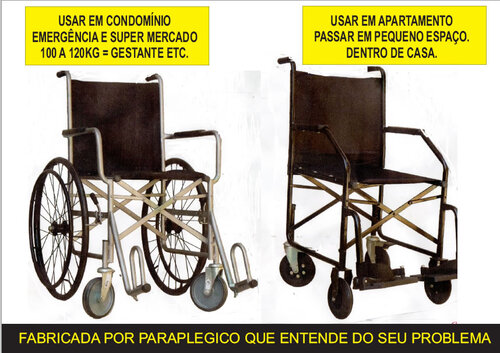 USAR EM CONDOMÍNIO
EMERGÊNCIA E SUPER MERCADO
100 A 120KG = GESTANTE ETC.
USAR EM APARTAMENTO
PASSAR EM PEQUENO ESPAÇO.
DENTRO DE CASA.
FABRICADA POR PARAPLEGICO QUE ENTENDE DO SEU PROBLEMA